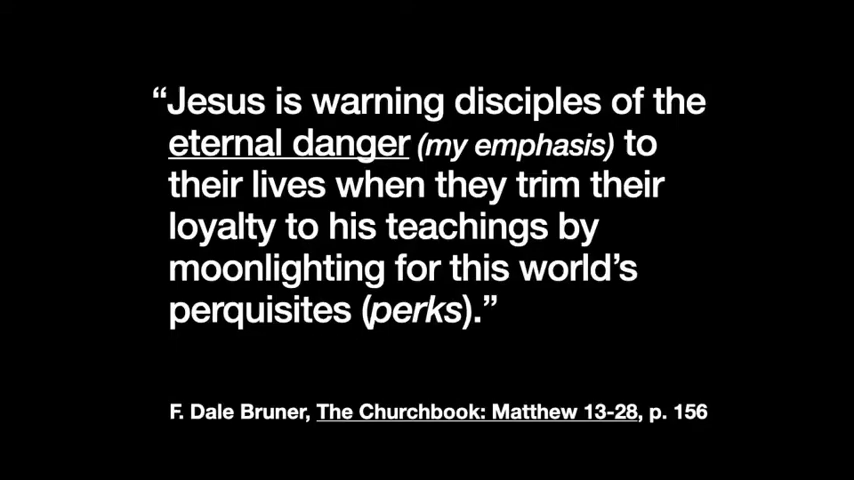 “Jesus is warning disciples of the
eternal danger (my emphasis) to
their lives when they trim their
loyalty to his teachings by
moonlighting for this world’s
perquisites (perks).”
F. Dale Bruner, The Churchbook: Matthew 13-28, p. 156